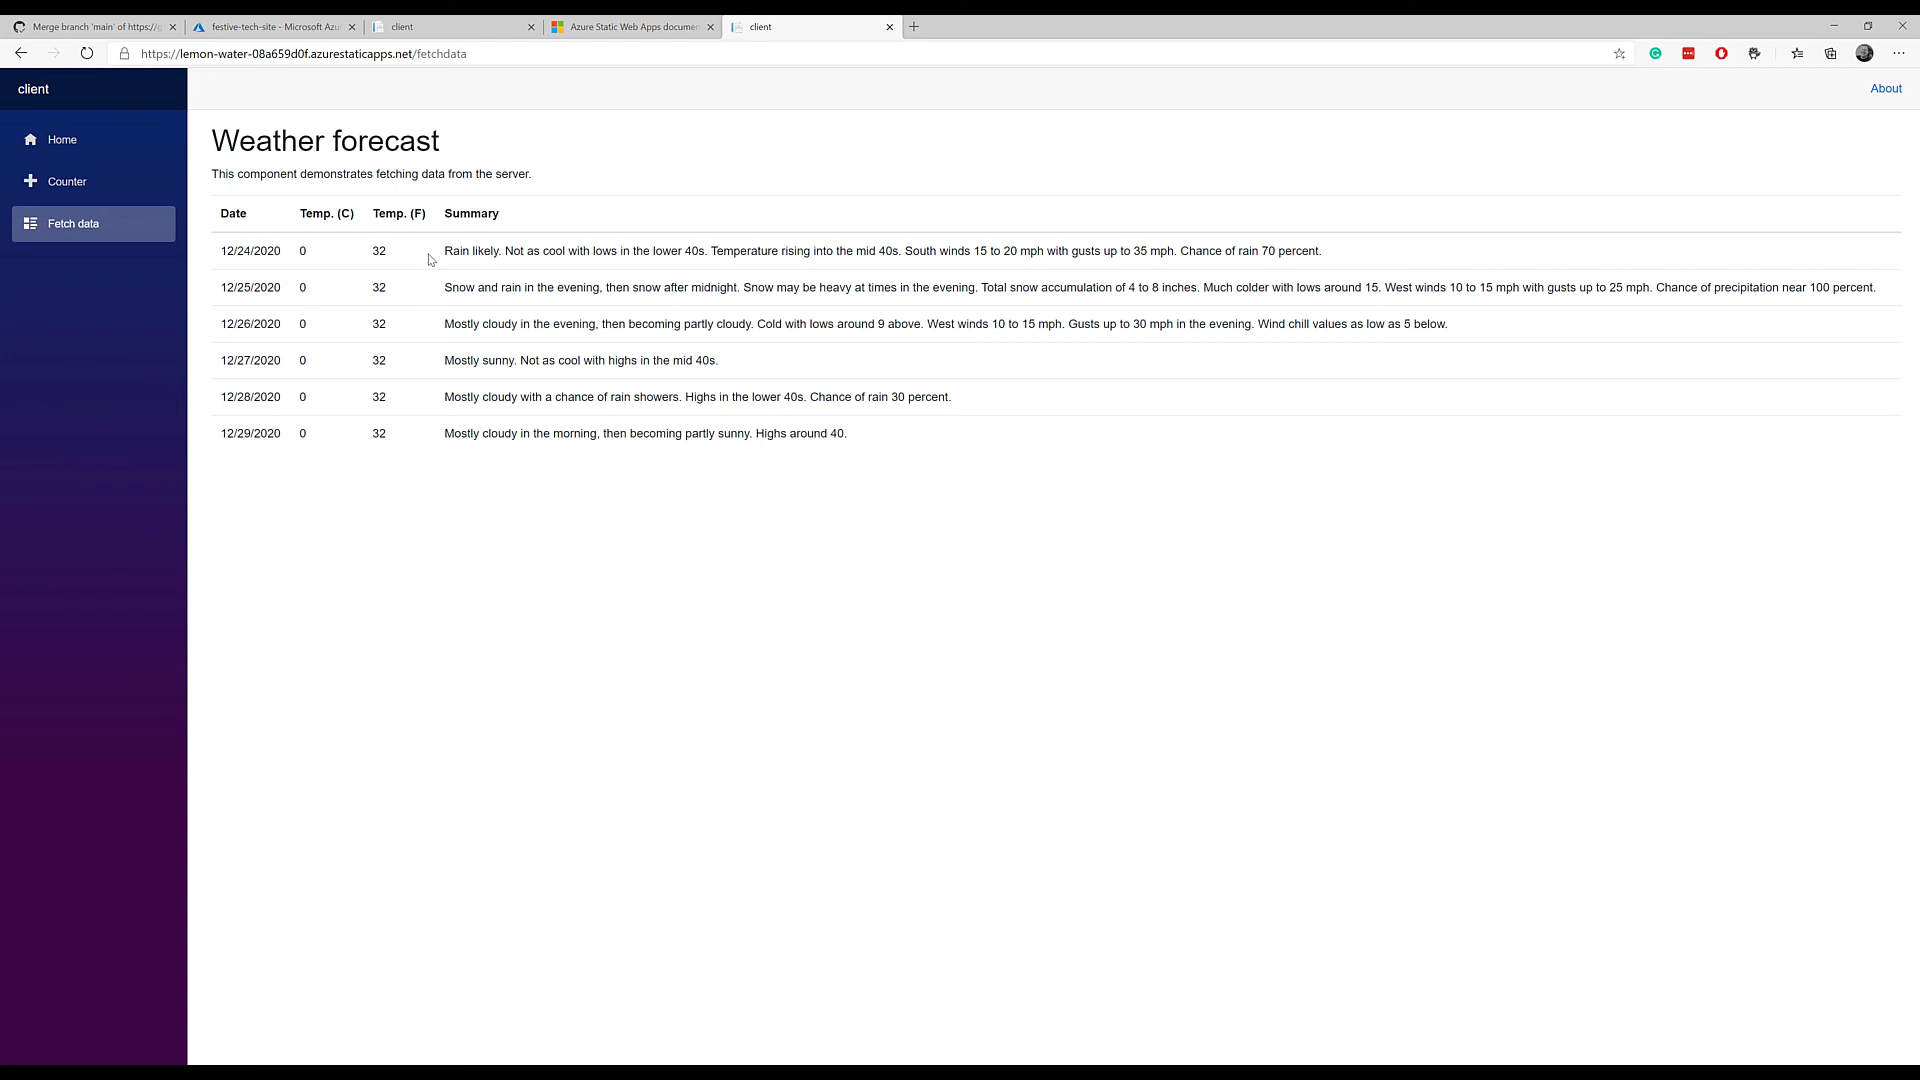 Merge branch 'main' of https://g
festive-tech-site - Microsoft Azu
client
Azure Static Web Apps documen
client
https://lemon-water-08a659d0f.azurestaticapps.net/fetchdata
client
About
Home
Counter
Fetch data
Weather forecast
This component demonstrates fetching data from the server.
Date Temp. (C) Temp. (F) Summary
12/24/2020 0 32 Rain likely. Not as cool with lows in the lower 40s. Temperature rising into the mid 40s. South winds 15 to 20 mph with gusts up to 35 mph. Chance of rain 70 percent.
12/25/2020 0 32 Snow and rain in the evening, then snow after midnight. Snow may be heavy at times in the evening. Total snow accumulation of 4 to 8 inches. Much colder with lows around 15. West winds 10 to 15 mph with gusts up to 25 mph. Chance of precipitation near 100 percent.
12/26/2020 0 32 Mostly cloudy in the evening, then becoming partly cloudy. Cold with lows around 9 above. West winds 10 to 15 mph. Gusts up to 30 mph in the evening. Wind chill values as low as 5 below.
12/27/2020 0 32 Mostly sunny. Not as cool with highs in the mid 40s.
12/28/2020 0 32 Mostly cloudy with a chance of rain showers. Highs in the lower 40s. Chance of rain 30 percent.
12/29/2020 0 32 Mostly cloudy in the morning, then becoming partly sunny. Highs around 40.